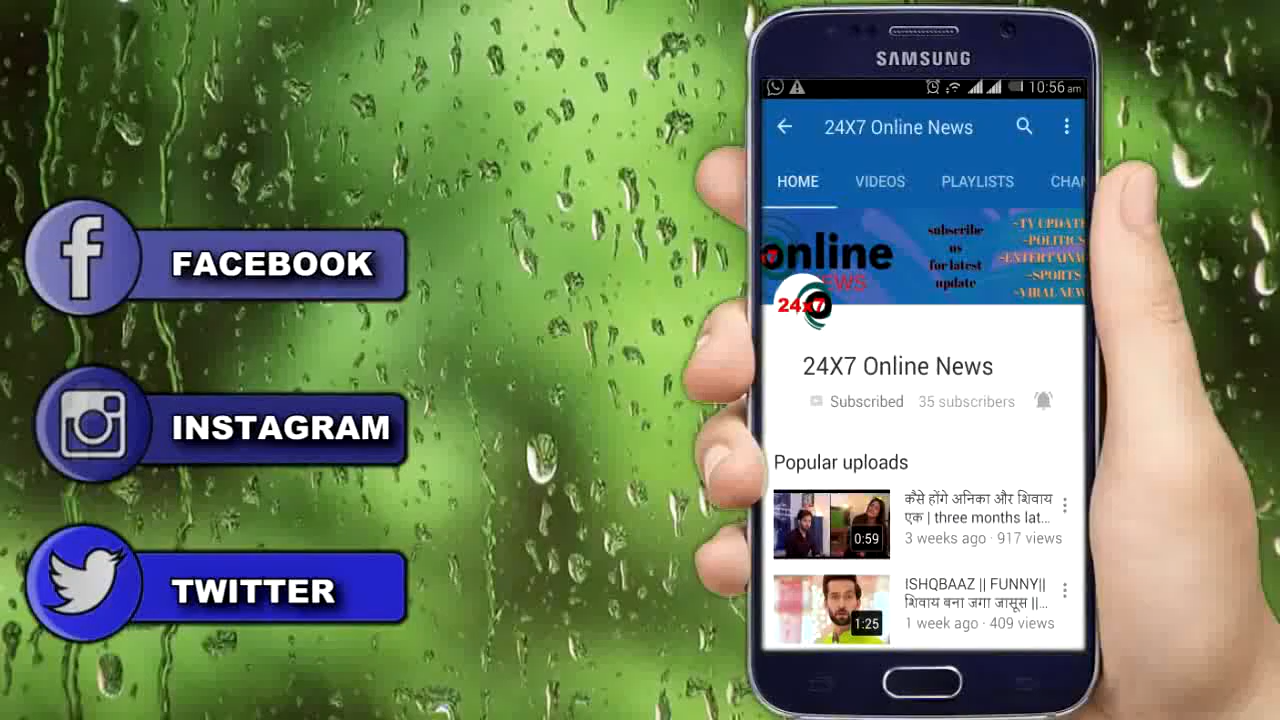 FACEBOOK
INSTAGRAM
TWITTER
SAMSUNG
10:56 am
24X7 Online News
HOME VIDEOS PLAYLISTS CHAN
online
EWS
24x7
subscribe
us
for latest
update
~TV UPDATE
~POLITICS
~ENTERTAINM
~SPORTS
~VIRAL NEW
24X7 Online News
Subscribed 35 subscribers
Popular uploads
0:59
कैसे होंगे अनिका और शिवाय
एक | three months lat...
3 weeks ago · 917 views
1:25
ISHQBAAZ || FUNNY||
शिवाय बना जगा जासूस ||...
1 week ago · 409 views